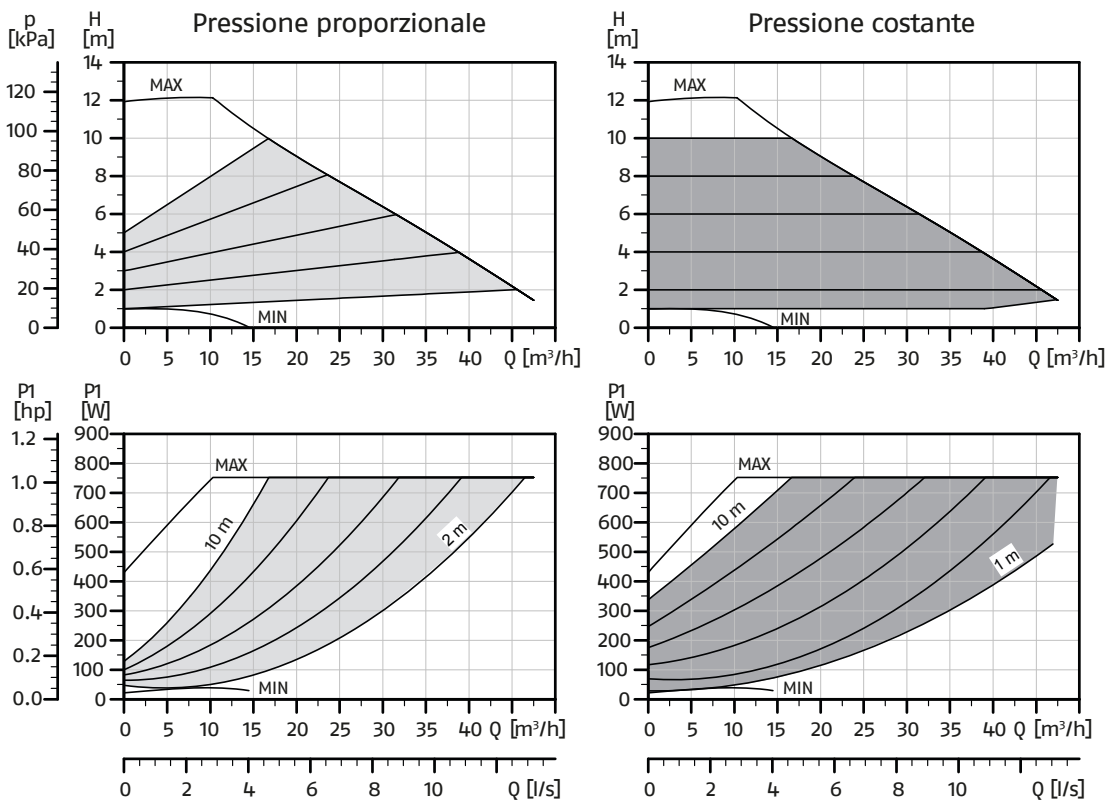 Pressione proporzionale
p
[kPa]
H
[m]
120
100
80
60
40
20
0
14
12
10
8
6
4
2
0
MAX
MIN
0 5 10 15 20 25 30 35 40 Q [m³/h]
Pressione costante
H
[m]
14
12
10
8
6
4
2
0
MAX
MIN
0 5 10 15 20 25 30 35 40 Q [m³/h]
P1
[hp]
P1
[W]
1.2
1.0
0.8
0.6
0.4
0.2
0.0
900
800
700
600
500
400
300
200
100
0
MAX
10 m
2 m
MIN
0 5 10 15 20 25 30 35 40 Q [m³/h]
0 2 4 6 8 10 Q [l/s]
P1
[W]
900
800
700
600
500
400
300
200
100
0
MAX
10 m
1 m
MIN
0 5 10 15 20 25 30 35 40 Q [m³/h]
0 2 4 6 8 10 Q [l/s]